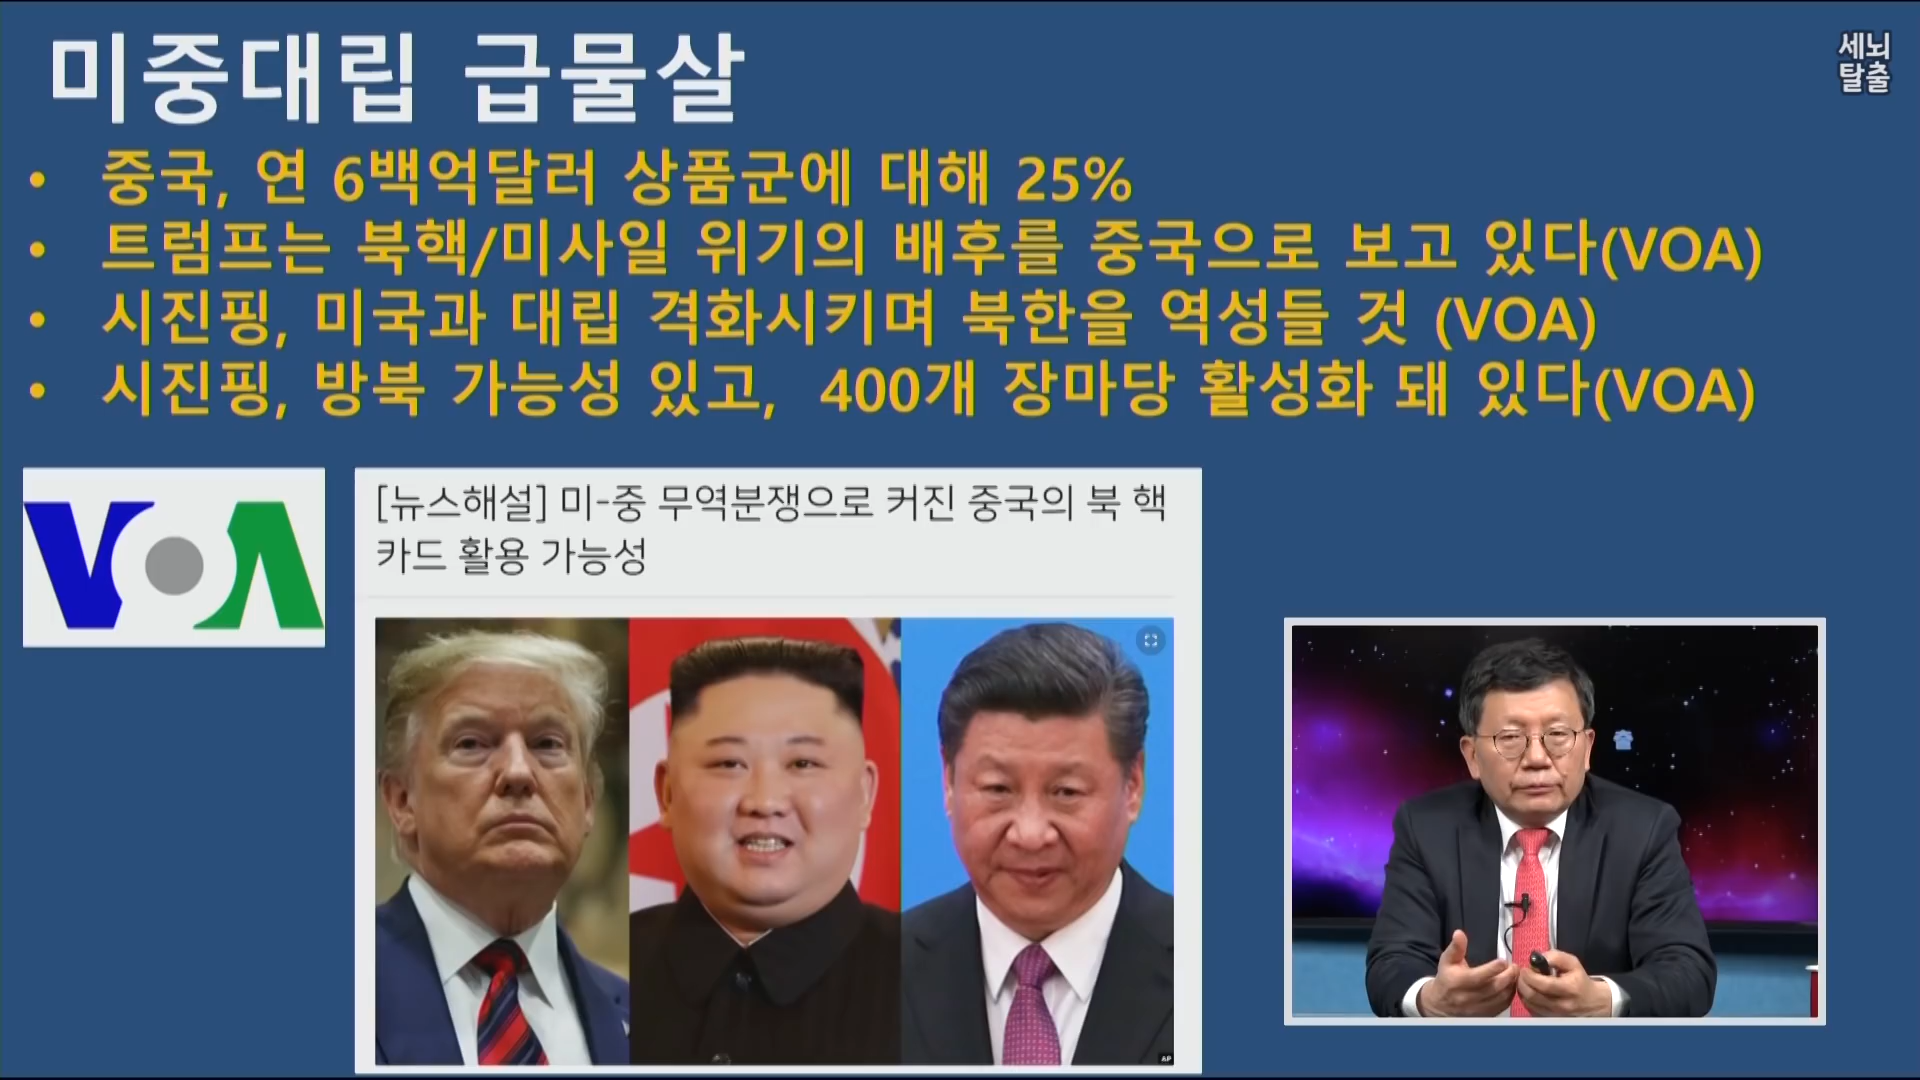 미중대립 급물살
세뇌
탈출
• 중국, 연 6백억달러 상품군에 대해 25%
• 트럼프는 북핵/미사일 위기의 배후를 중국으로 보고 있다(VOA)
• 시진핑, 미국과 대립 격화시키며 북한을 역성들 것 (VOA)
• 시진핑, 방북 가능성 있고, 400개 장마당 활성화 돼 있다(VOA)
VOA
[뉴스해설] 미-중 무역분쟁으로 커진 중국의 북 핵
카드 활용 가능성
출
AP